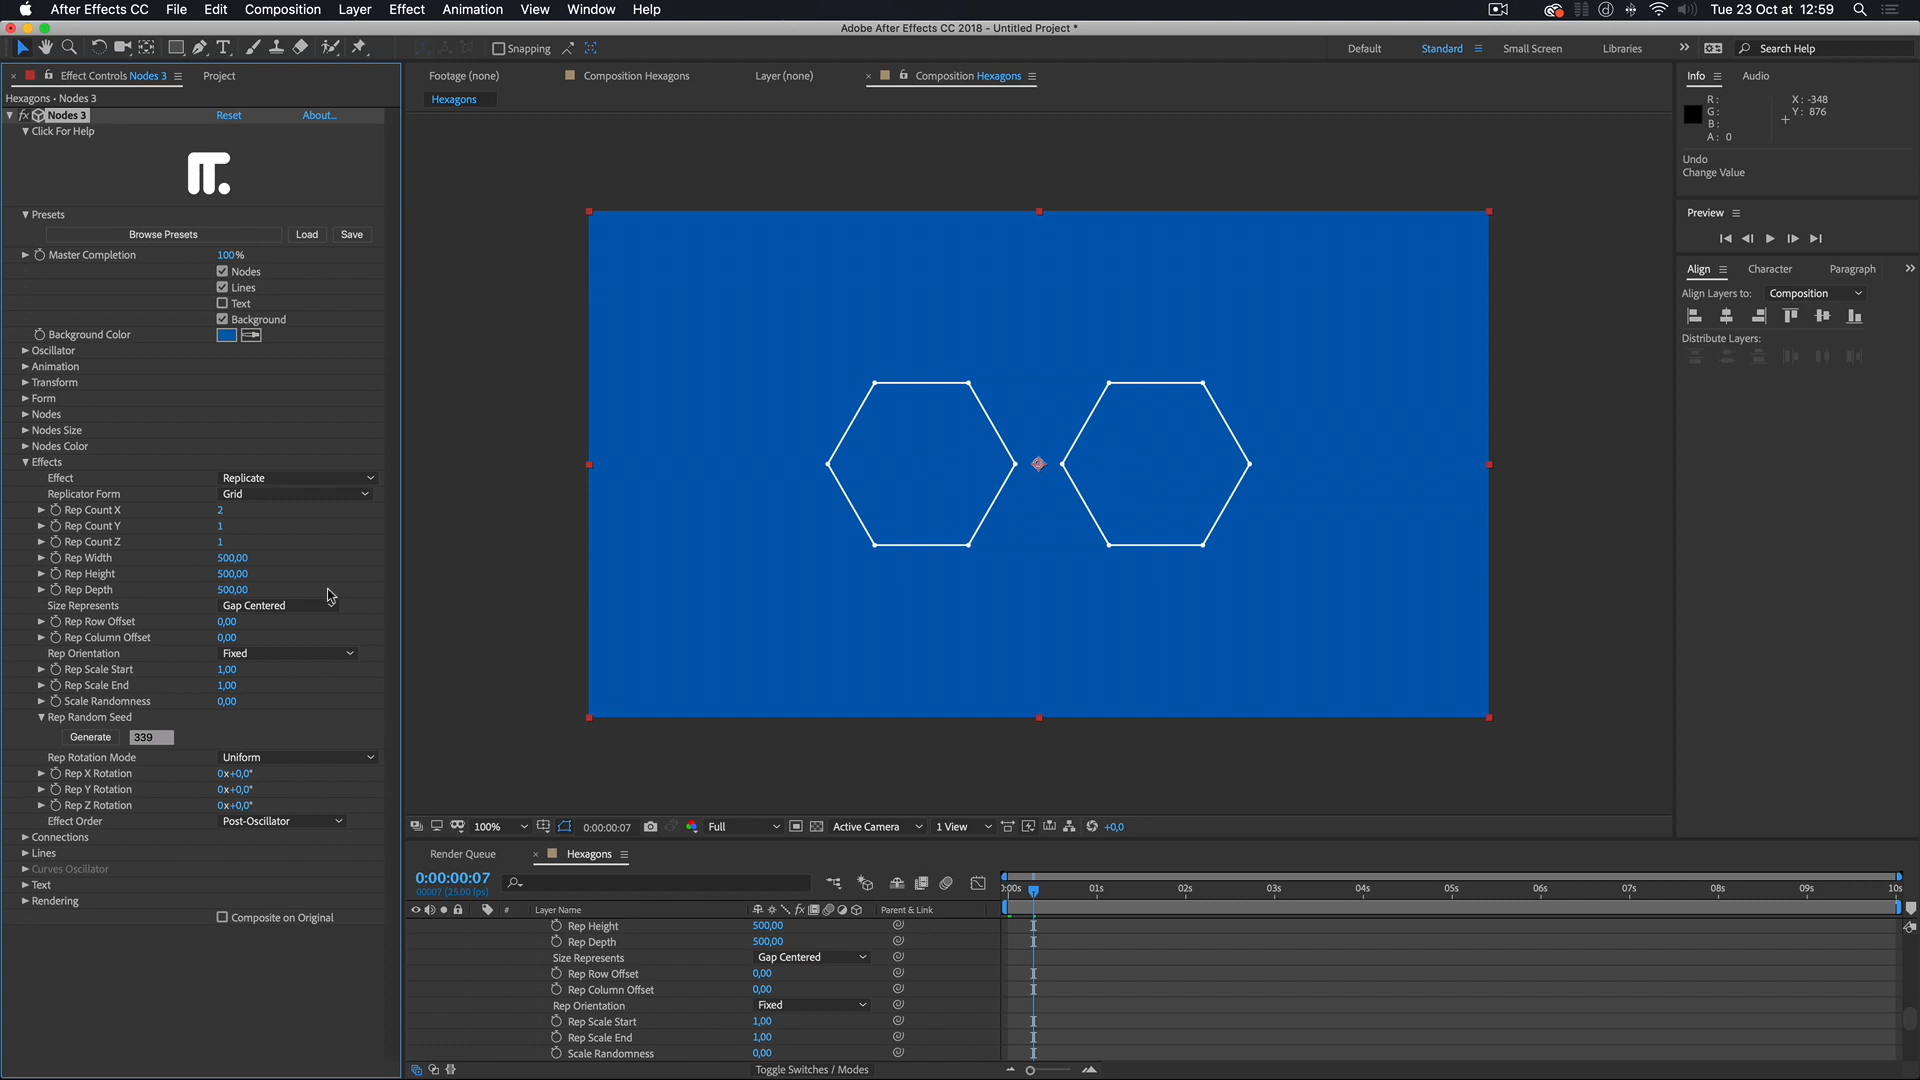 After Effects CC File Edit Composition Layer Effect Animation View Window Help Tue 23 Oct at 12:59
Adobe After Effects CC 2018 - Untitled Project *
Snapping Default Standard Small Screen Libraries Search Help
Effect Controls Nodes 3 Project Footage (none) Composition Hexagons Layer (none) Composition Hexagons Info Audio
Hexagons • Nodes 3
Hexagons
R: X: -348
G: Y: 876
B:
A: 0
Undo
Change Value
Preview
Align Character Paragraph
Align Layers to: Composition
Distribute Layers:
fx Nodes 3 Reset About...
Click For Help
Presets
Browse Presets Load Save
Master Completion 100%
Nodes
Lines
Text
Background
Background Color
Oscillator
Animation
Transform
Form
Nodes
Nodes Size
Nodes Color
Effects
Effect Replicate
Replicator Form Grid
Rep Count X 2
Rep Count Y 1
Rep Count Z 1
Rep Width 500,00
Rep Height 500,00
Rep Depth 500,00
Size Represents Gap Centered
Rep Row Offset 0,00
Rep Column Offset 0,00
Rep Orientation Fixed
Rep Scale Start 1,00
Rep Scale End 1,00
Scale Randomness 0,00
Rep Random Seed
Generate 339
Rep Rotation Mode Uniform
Rep X Rotation 0x+0,0°
Rep Y Rotation 0x+0,0°
Rep Z Rotation 0x+0,0°
Effect Order Post-Oscillator
Connections
Lines
Curves Oscillator
Text
Rendering
Composite on Original
100% 0:00:00:07 Full Active Camera 1 View +0,0
Render Queue Hexagons
0:00:00:07
00007 (25.00 fps)
0:00s 01s 02s 03s 04s 05s 06s 07s 08s 09s 10s
# Layer Name fx Parent & Link
Rep Height 500,00
Rep Depth 500,00
Size Represents Gap Centered
Rep Row Offset 0,00
Rep Column Offset 0,00
Rep Orientation Fixed
Rep Scale Start 1,00
Rep Scale End 1,00
Scale Randomness 0,00
Toggle Switches / Modes